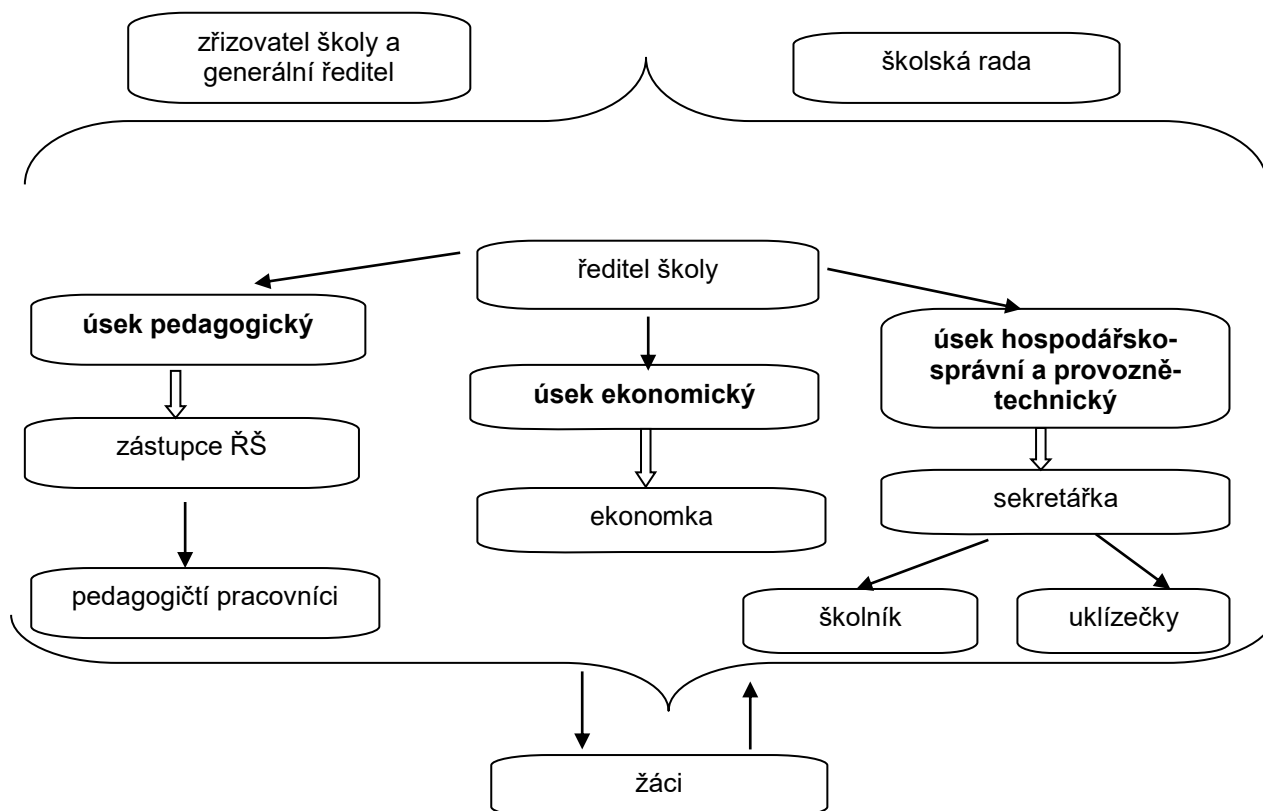 zřizovatel školy a
generální ředitel
školská rada
ředitel školy
úsek pedagogický
úsek ekonomický
úsek hospodářsko-
správní a provozně-
technický
zástupce ŘŠ
ekonomka
sekretářka
pedagogičtí pracovníci
školník
uklízečky
žáci